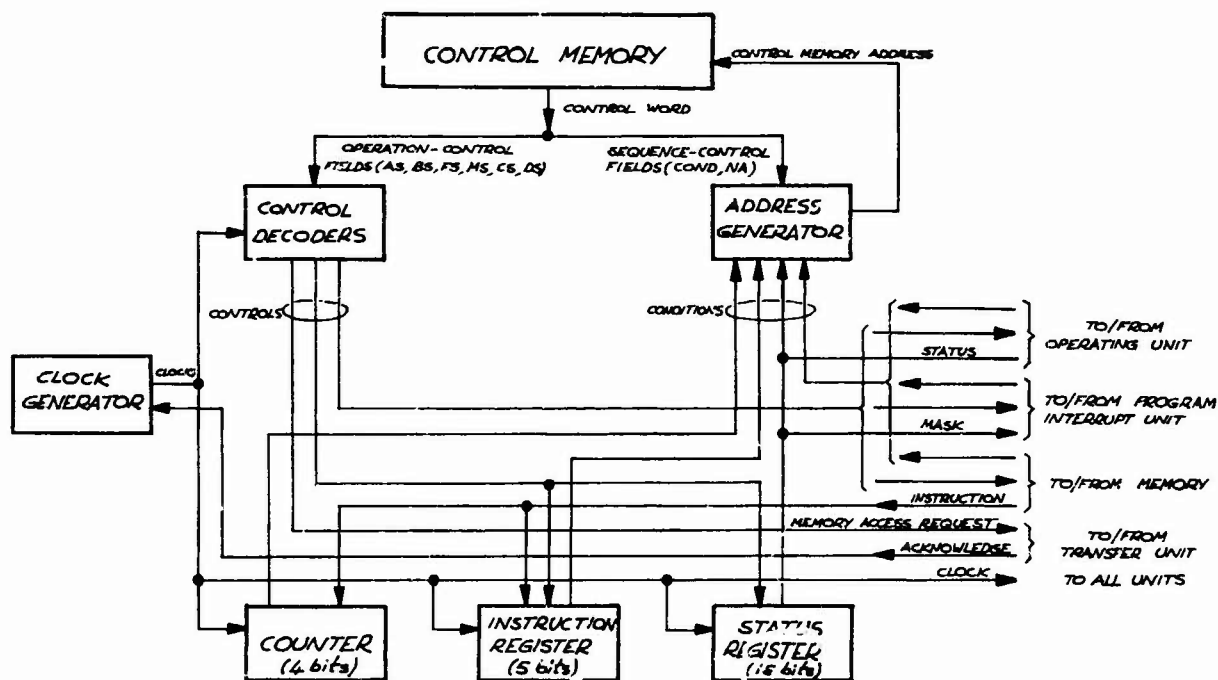 CONTROL MEMORY
CONTROL MEMORY ADDRESS
CONTROL WORD
OPERATION-CONTROL
FIELDS (AS, BS, FS, MS, CS, DS)
SEQUENCE-CONTROL
FIELDS (COND, NA)
CONTROL
DECODERS
ADDRESS
GENERATOR
CONTROLS
CONDITIONS
TO/FROM
OPERATING UNIT
STATUS
CLOCK
GENERATOR
CLOCK
TO/FROM PROGRAM
INTERRUPT UNIT
MASK
TO/FROM MEMORY
INSTRUCTION
MEMORY ACCESS REQUEST
TO/FROM
TRANSFER UNIT
ACKNOWLEDGE
CLOCK
TO ALL UNITS
COUNTER
(4 bits)
INSTRUCTION
REGISTER
(5 bits)
STATUS
REGISTER
bits)